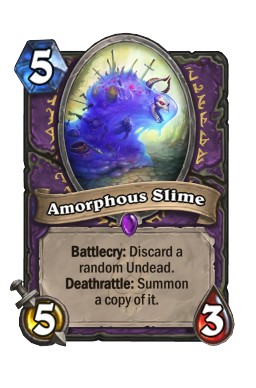 5
Amorphous Slime
Battlecry: Discard a
random Undead.
Deathrattle: Summon
a copy of it.
5
3